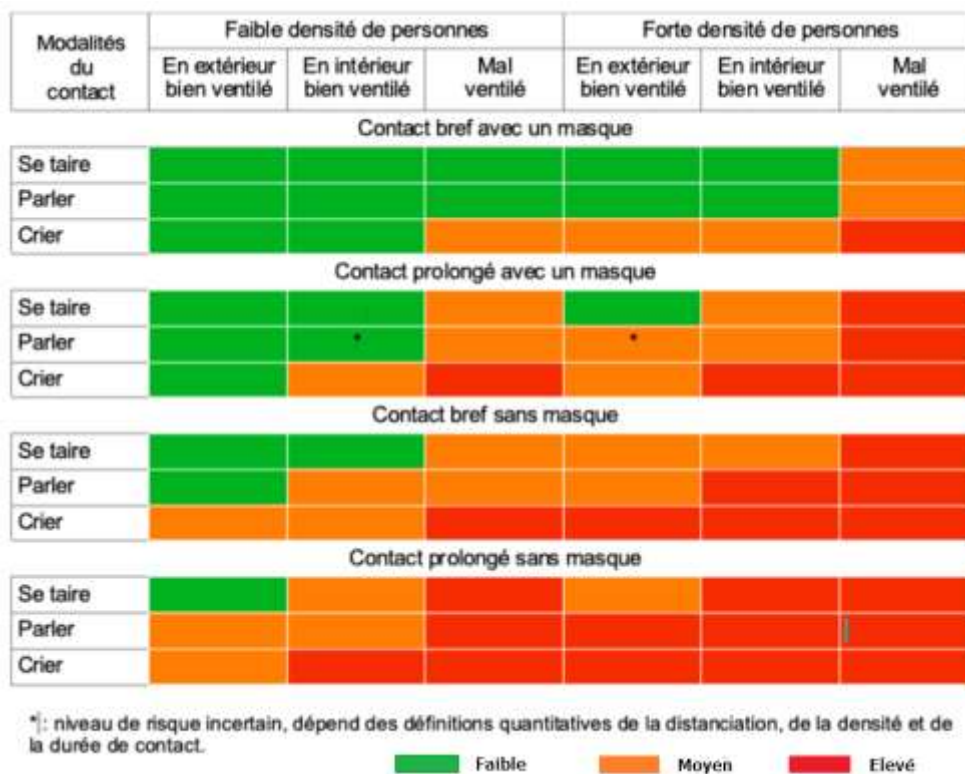 Modalités du contact
Faible densité de personnes
Forte densité de personnes
En extérieur bien ventilé
En intérieur bien ventilé
Mal ventilé
En extérieur bien ventilé
En intérieur bien ventilé
Mal ventilé
Contact bref avec un masque
Se taire
Parler
Crier
Contact prolongé avec un masque
Se taire
Parler * *
Crier
Contact bref sans masque
Se taire
Parler
Crier
Contact prolongé sans masque
Se taire
Parler
Crier
*: niveau de risque incertain, dépend des définitions quantitatives de la distanciation, de la densité et de
la durée de contact.
Faible Moyen Elevé